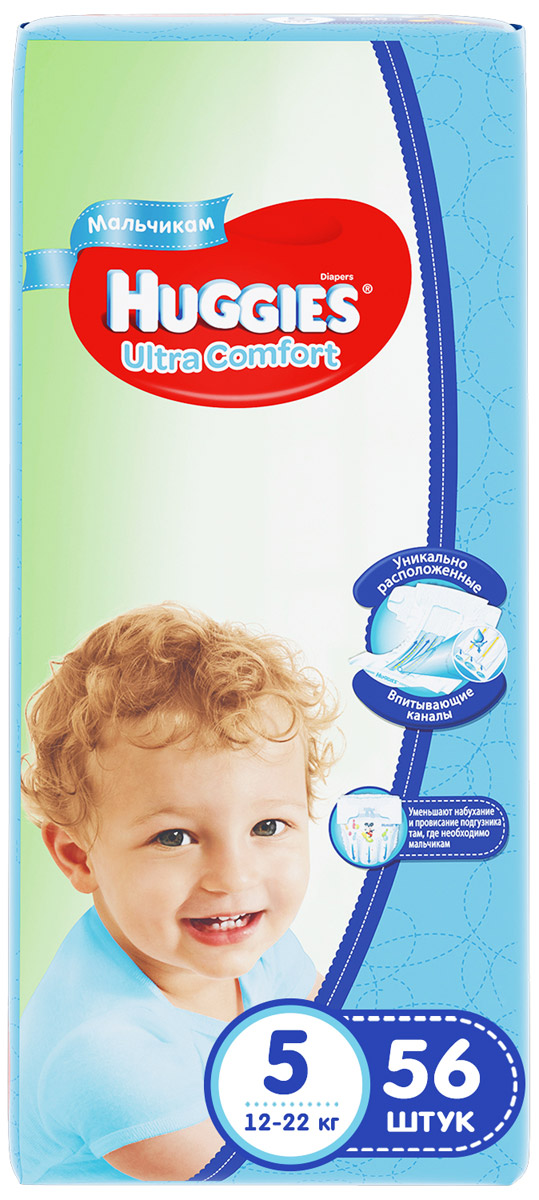 Мальчикам
Diapers
HUGGIES®
Ultra Comfort
Уникально
расположенные
HUGGIES
Впитывающие
каналы
Уменьшают набухание
и провисание подгузника
там, где необходимо
мальчикам
5
12-22 кг
56
ШТУК